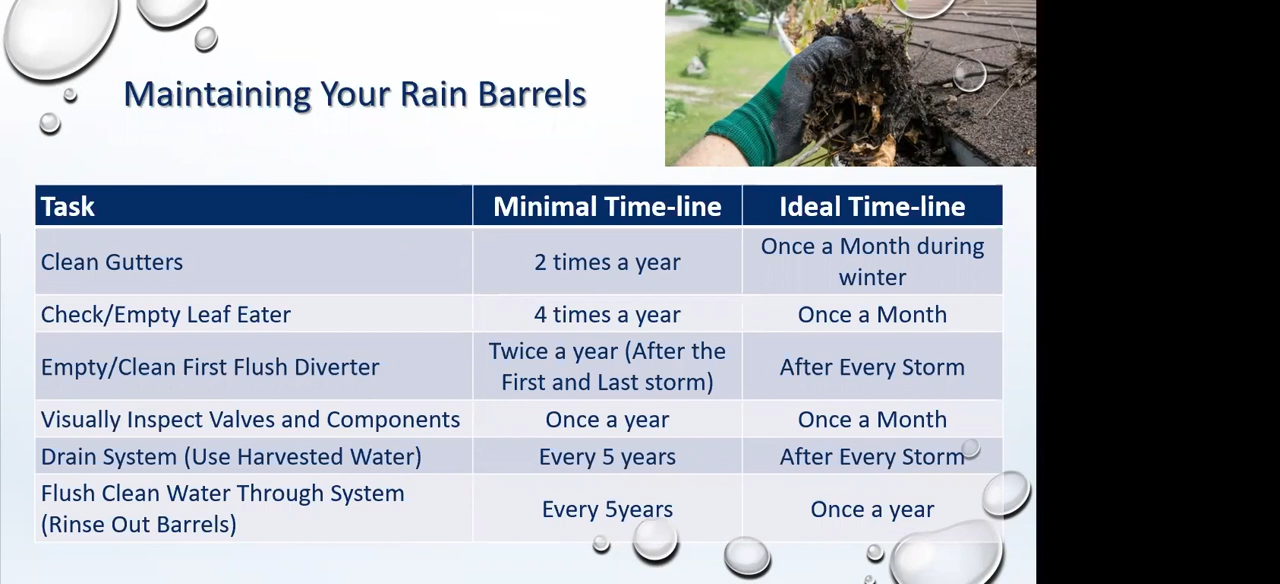 Maintaining Your Rain Barrels
Task Minimal Time-line Ideal Time-line
Clean Gutters 2 times a year Once a Month during
winter
Check/Empty Leaf Eater 4 times a year Once a Month
Empty/Clean First Flush Diverter Twice a year (After the
First and Last storm) After Every Storm
Visually Inspect Valves and Components Once a year Once a Month
Drain System (Use Harvested Water) Every 5 years After Every Storm
Flush Clean Water Through System
(Rinse Out Barrels) Every 5years Once a year